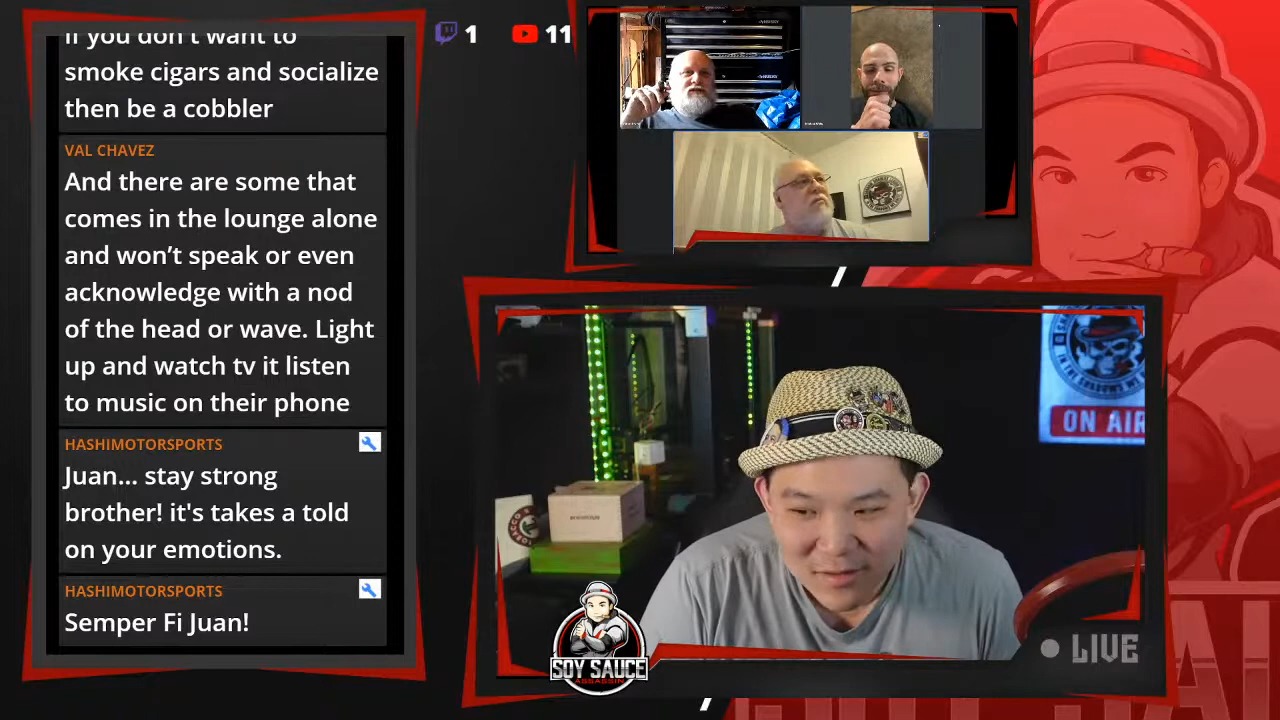 If you don't want to
smoke cigars and socialize
then be a cobbler
VAL CHAVEZ
And there are some that
comes in the lounge alone
and won’t speak or even
acknowledge with a nod
of the head or wave. Light
up and watch tv it listen
to music on their phone
HASHIMOTORSPORTS
Juan... stay strong
brother! it's takes a told
on your emotions.
HASHIMOTORSPORTS
Semper Fi Juan!
1
11
ON AIR
SOY SAUCE
ASSASSIN
LIVE